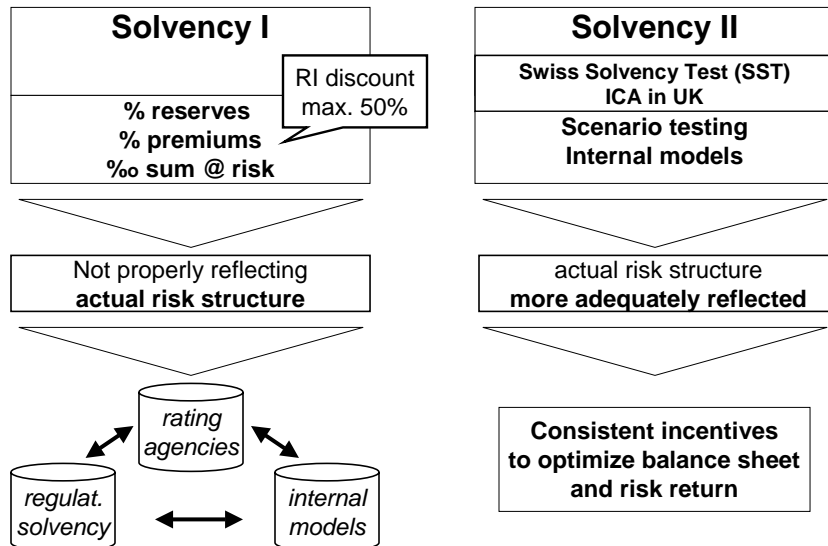 Solvency I
RI discount
max. 50%
% reserves
% premiums
‰ sum @ risk
Not properly reflecting
actual risk structure
rating
agencies
regulat.
solvency
internal
models
Solvency II
Swiss Solvency Test (SST)
ICA in UK
Scenario testing
Internal models
actual risk structure
more adequately reflected
Consistent incentives
to optimize balance sheet
and risk return